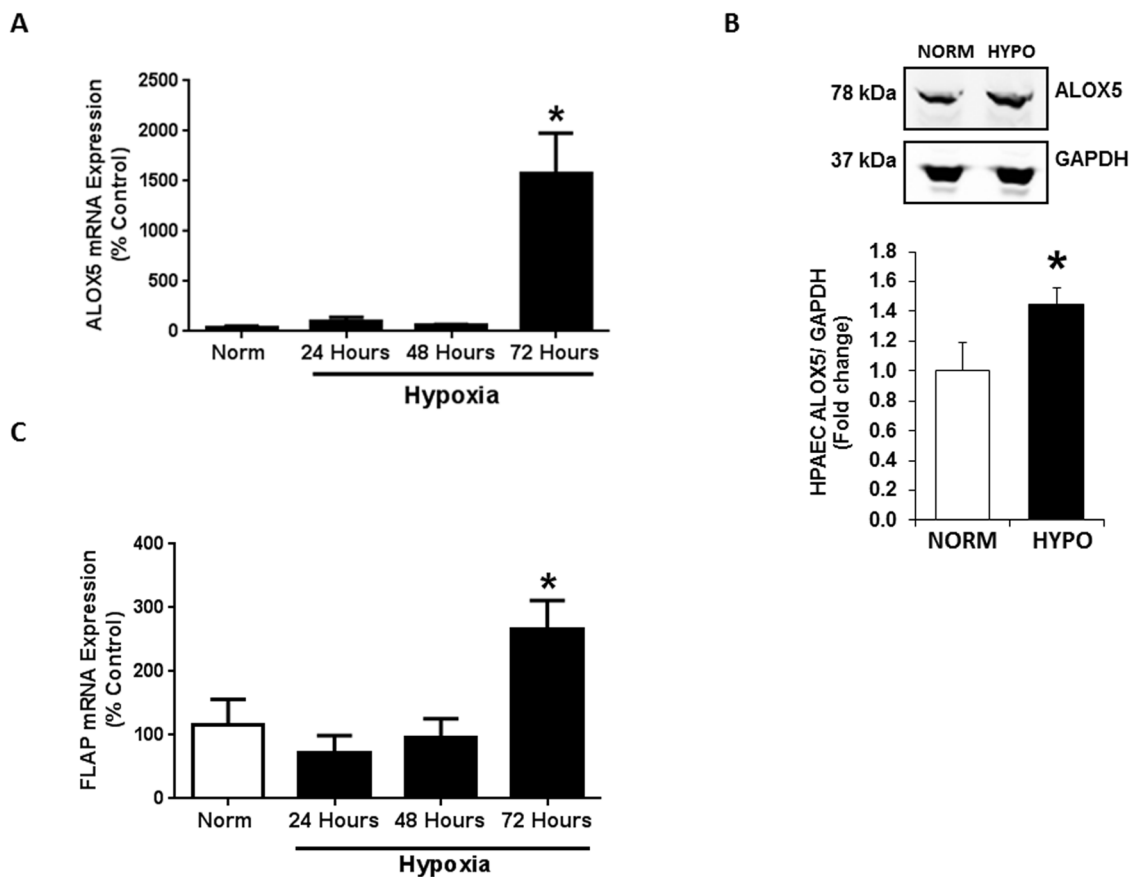 A
ALOX5 mRNA Expression
(% Control)
2500
2000
1500
1000
500
0
*
Norm
24 Hours
48 Hours
72 Hours
Hypoxia
B
NORM HYPO
78 kDa
ALOX5
37 kDa
GAPDH
HPAEC ALOX5/ GAPDH
(Fold change)
1.8
1.6
1.4
1.2
1.0
0.8
0.6
0.4
0.2
0.0
*
NORM
HYPO
C
FLAP mRNA Expression
(% Control)
400
300
200
100
0
*
Norm
24 Hours
48 Hours
72 Hours
Hypoxia